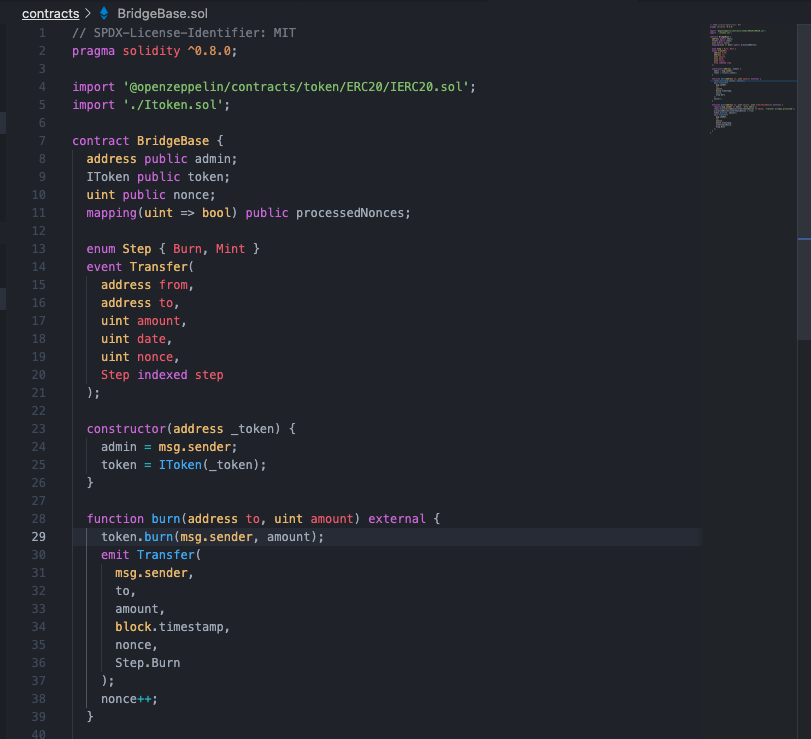 contracts > BridgeBase.sol
1 // SPDX-License-Identifier: MIT
2 pragma solidity ^0.8.0;
3
4 import '@openzeppelin/contracts/token/ERC20/IERC20.sol';
5 import './Itoken.sol';
6
7 contract BridgeBase {
8   address public admin;
9   IToken public token;
10   uint public nonce;
11   mapping(uint => bool) public processedNonces;
12
13   enum Step { Burn, Mint }
14   event Transfer(
15     address from,
16     address to,
17     uint amount,
18     uint date,
19     uint nonce,
20     Step indexed step
21   );
22
23   constructor(address _token) {
24     admin = msg.sender;
25     token = IToken(_token);
26   }
27
28   function burn(address to, uint amount) external {
29     token.burn(msg.sender, amount);
30     emit Transfer(
31       msg.sender,
32       to,
33       amount,
34       block.timestamp,
35       nonce,
36       Step.Burn
37     );
38     nonce++;
39   }
40